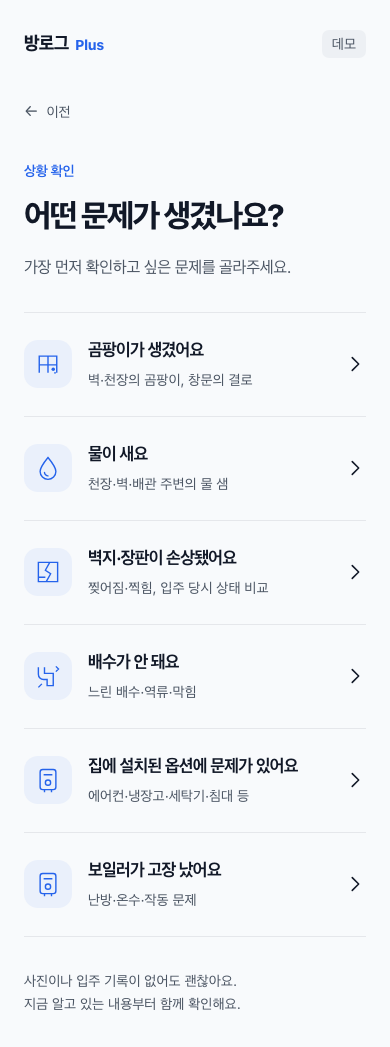 방로그 Plus
데모
← 이전
상황 확인
어떤 문제가 생겼나요?
가장 먼저 확인하고 싶은 문제를 골라주세요.
곰팡이가 생겼어요
벽·천장의 곰팡이, 창문의 결로
물이 새요
천장·벽·배관 주변의 물 샘
벽지·장판이 손상됐어요
찢어짐·찍힘, 입주 당시 상태 비교
배수가 안 돼요
느린 배수·역류·막힘
집에 설치된 옵션에 문제가 있어요
에어컨·냉장고·세탁기·침대 등
보일러가 고장 났어요
난방·온수·작동 문제
사진이나 입주 기록이 없어도 괜찮아요.
지금 알고 있는 내용부터 함께 확인해요.